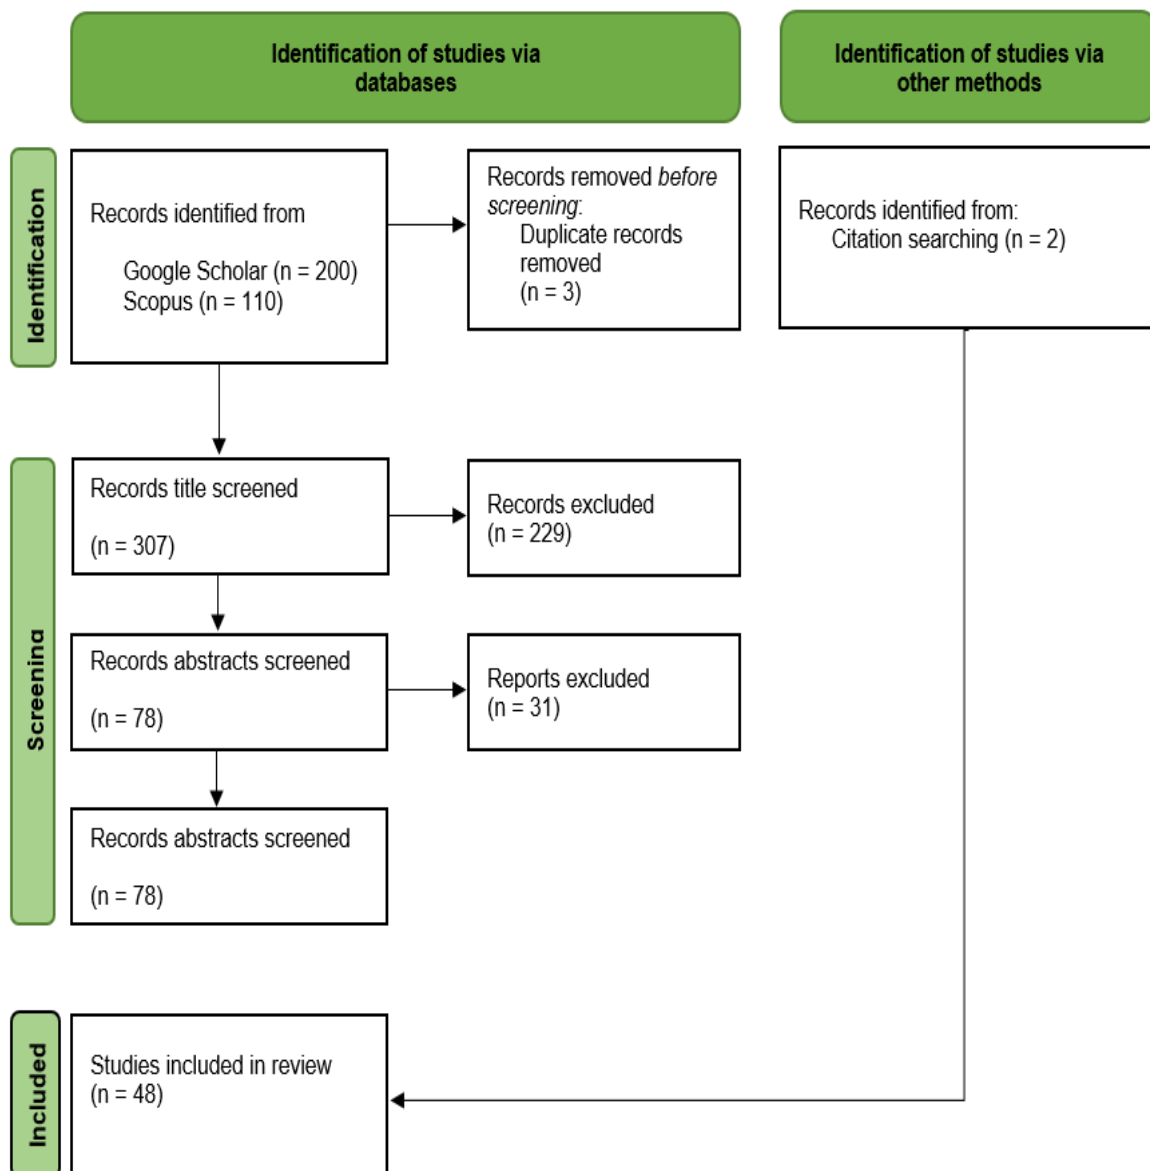 Identification of studies via
databases
Identification of studies via
other methods
Identification
Records identified from
Google Scholar (n = 200)
Scopus (n = 110)
Records removed before
screening:
Duplicate records
removed
(n = 3)
Records identified from:
Citation searching (n = 2)
Screening
Records title screened
(n = 307)
Records excluded
(n = 229)
Records abstracts screened
(n = 78)
Reports excluded
(n = 31)
Records abstracts screened
(n = 78)
Included
Studies included in review
(n = 48)